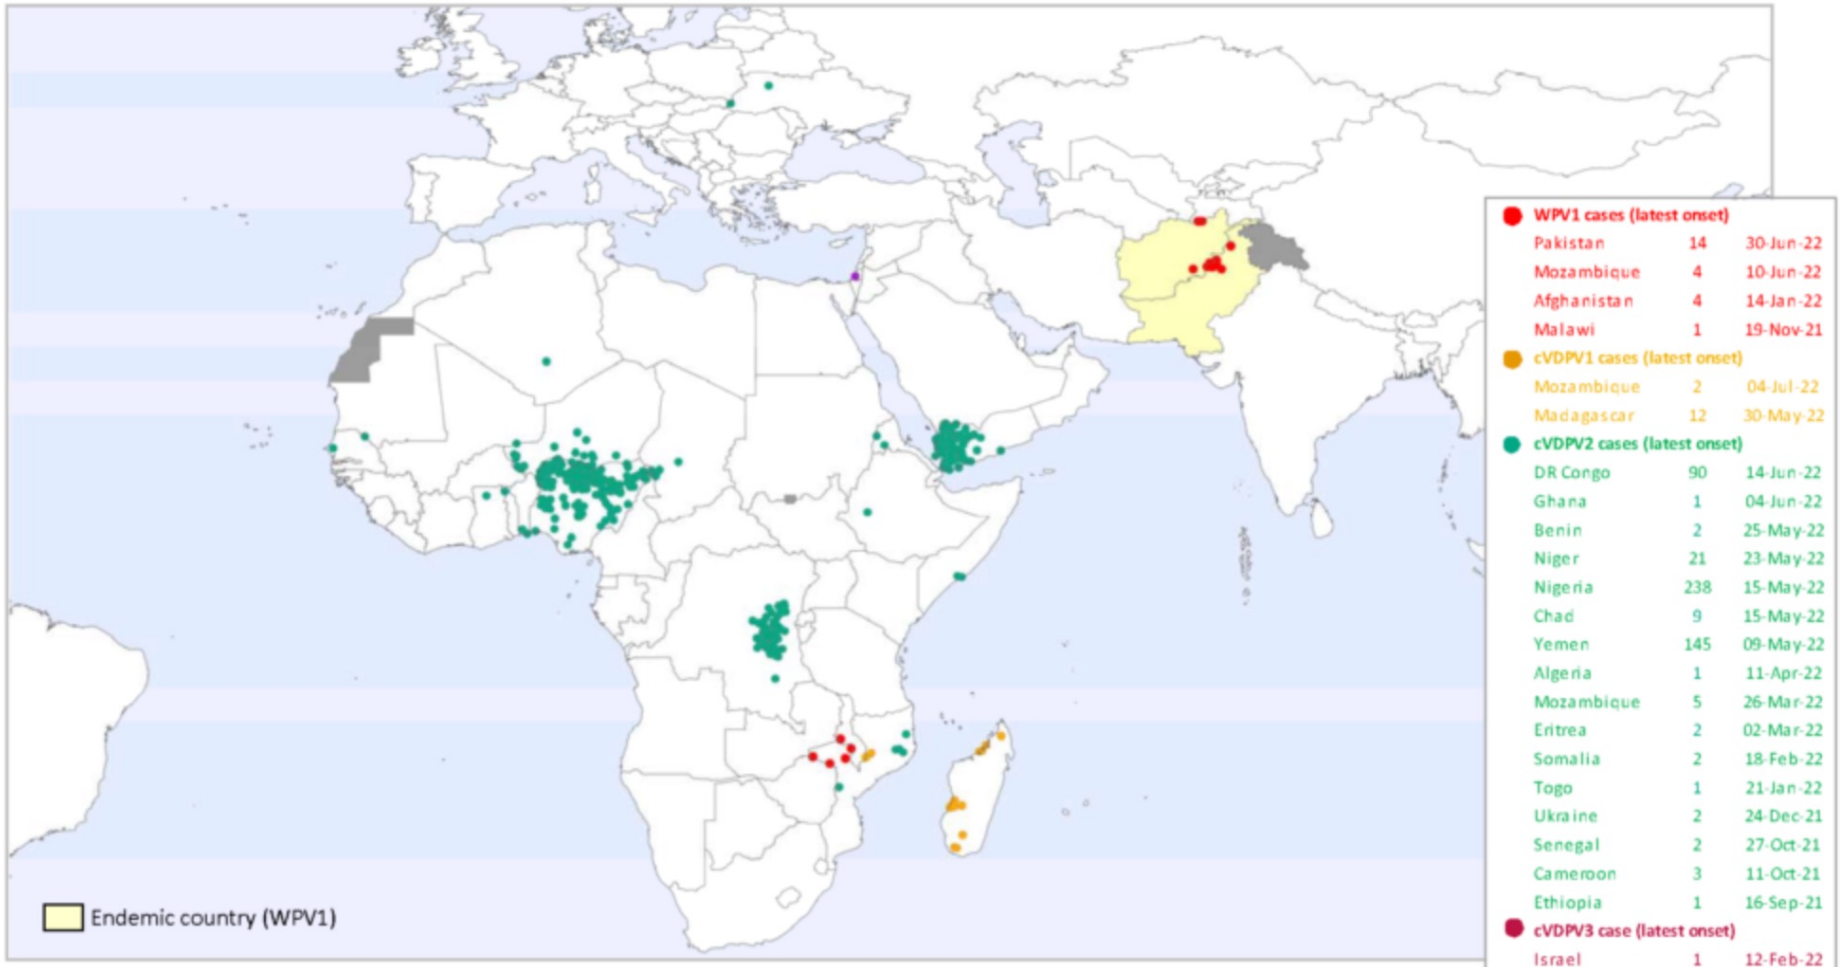 WPV1 cases (latest onset)
Pakistan 14 30-Jun-22
Mozambique 4 10-Jun-22
Afghanistan 4 14-Jan-22
Malawi 1 19-Nov-21
cVDPV1 cases (latest onset)
Mozambique 2 04-Jul-22
Madagascar 12 30-May-22
cVDPV2 cases (latest onset)
DR Congo 90 14-Jun-22
Ghana 1 04-Jun-22
Benin 2 25-May-22
Niger 21 23-May-22
Nigeria 238 15-May-22
Chad 9 15-May-22
Yemen 145 09-May-22
Algeria 1 11-Apr-22
Mozambique 5 26-Mar-22
Eritrea 2 02-Mar-22
Somalia 2 18-Feb-22
Togo 1 21-Jan-22
Ukraine 2 24-Dec-21
Senegal 2 27-Oct-21
Cameroon 3 11-Oct-21
Ethiopia 1 16-Sep-21
cVDPV3 case (latest onset)
Israel 1 12-Feb-22
Endemic country (WPV1)